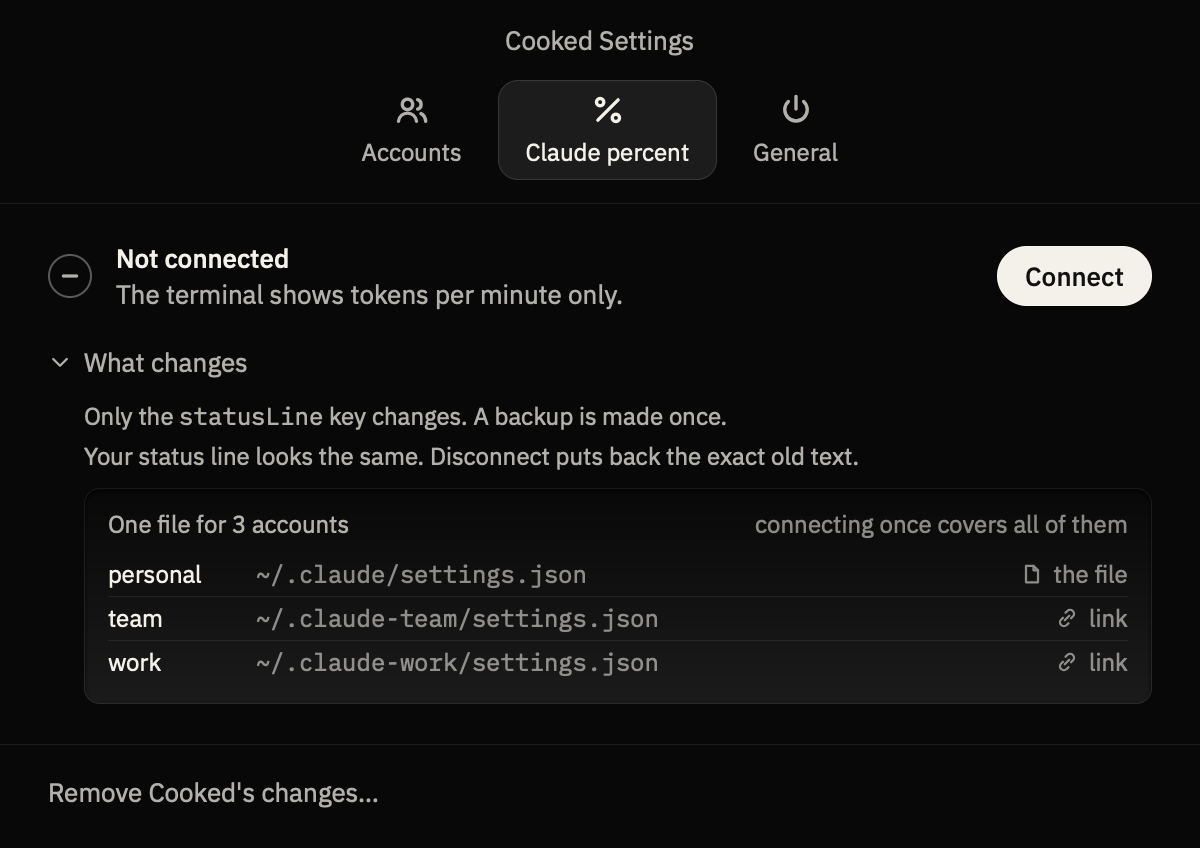 Cooked Settings
Accounts
Claude percent
General
Not connected
The terminal shows tokens per minute only.
Connect
What changes
Only the statusLine key changes. A backup is made once.
Your status line looks the same. Disconnect puts back the exact old text.
One file for 3 accounts connecting once covers all of them
personal ~/.claude/settings.json the file
team ~/.claude-team/settings.json link
work ~/.claude-work/settings.json link
Remove Cooked's changes...